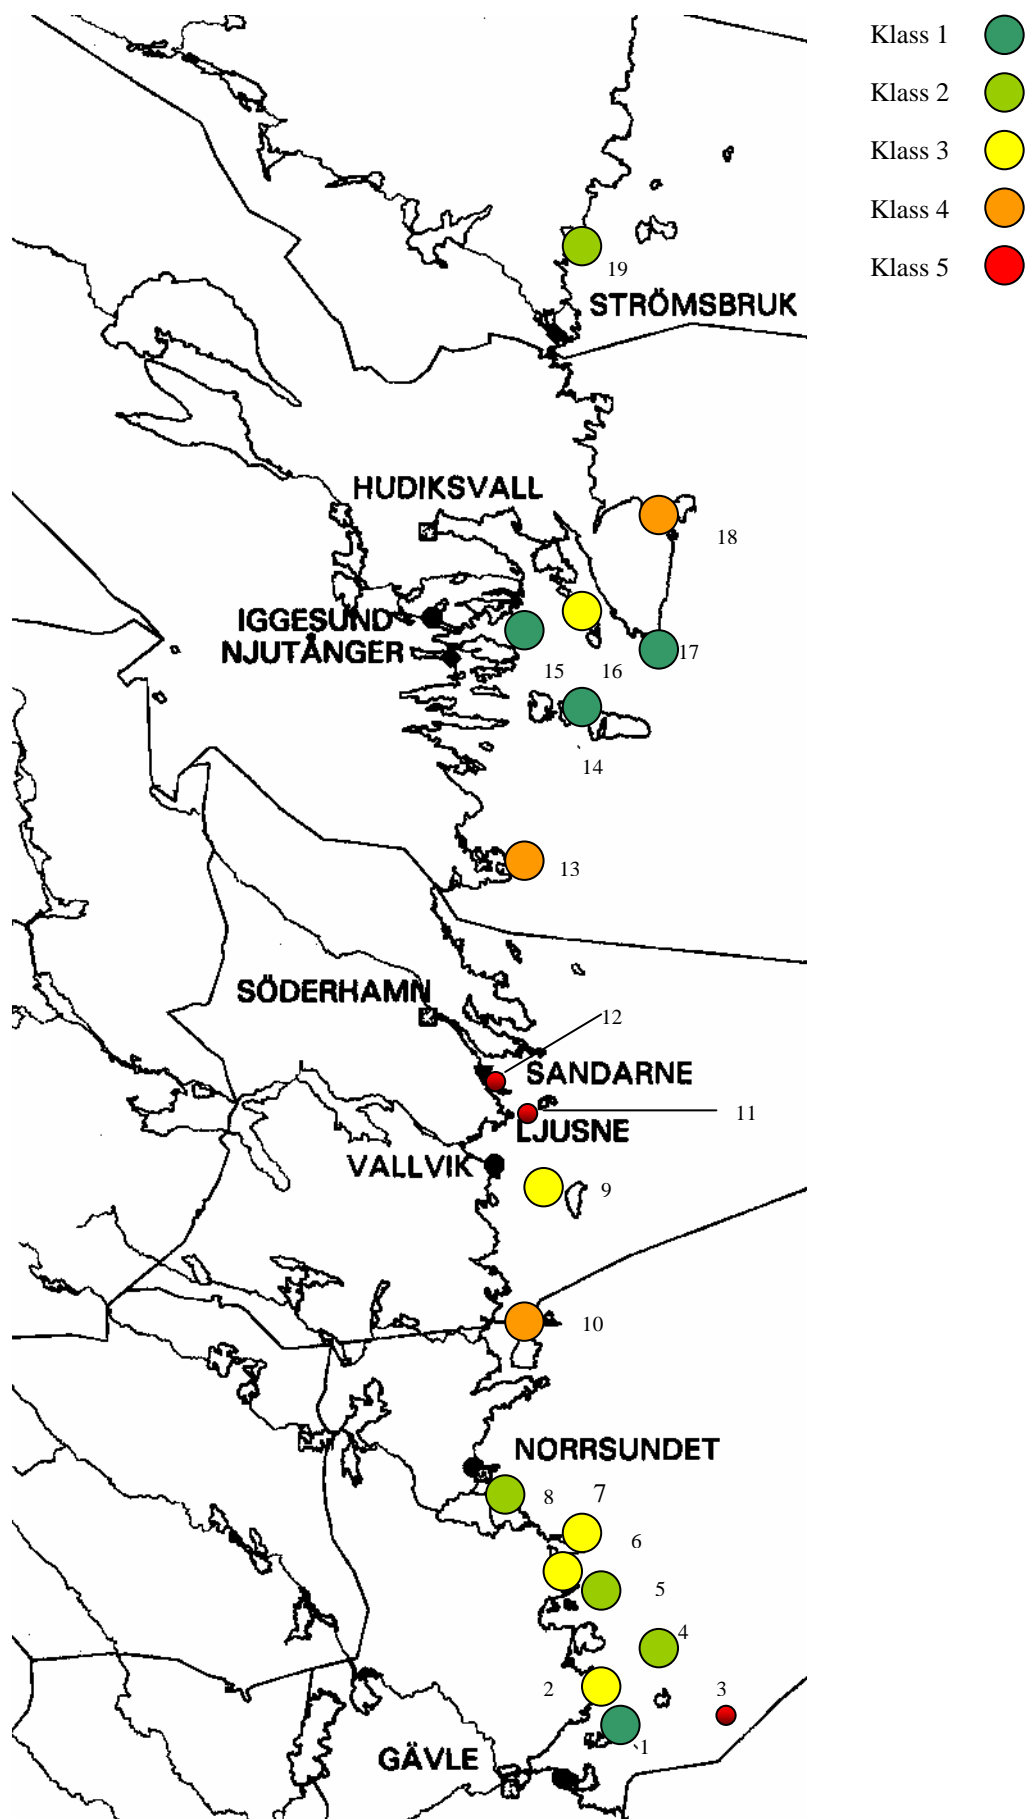 Klass 1
Klass 2
Klass 3
Klass 4
Klass 5
19
STRÖMSBRUK
HUDIKSVALL
18
IGGESUND
NJUTÅNGER
15
16
17
14
13
SÖDERHAMN
12
SANDARNE
11
LJUSNE
VALLVIK
9
10
NORRSUNDET
8
7
6
5
4
2
3
1
GÄVLE